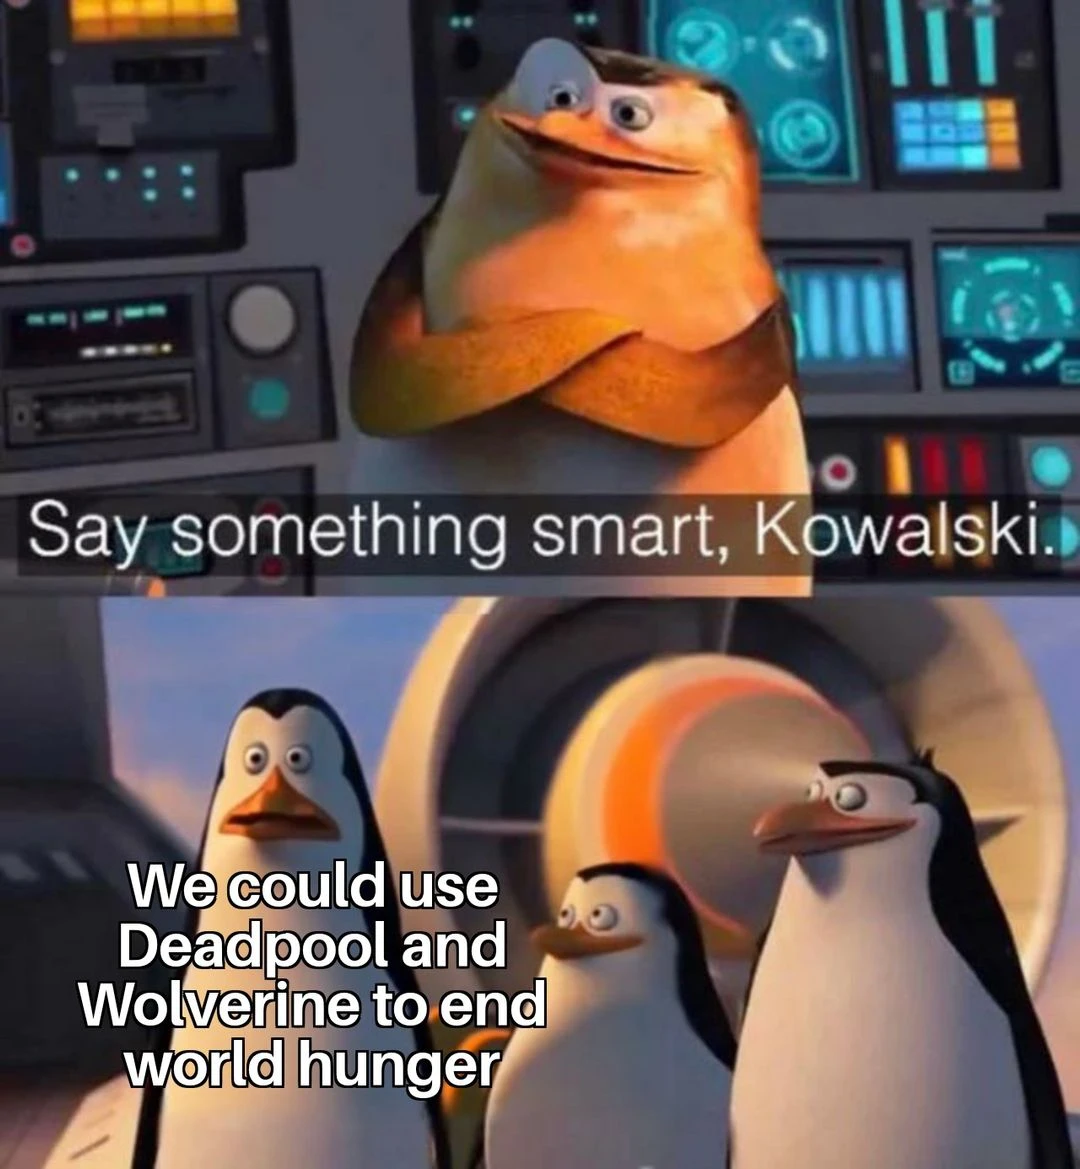 Say something smart, Kowalski.
We could use
Deadpool and
Wolverine to end
world hunger